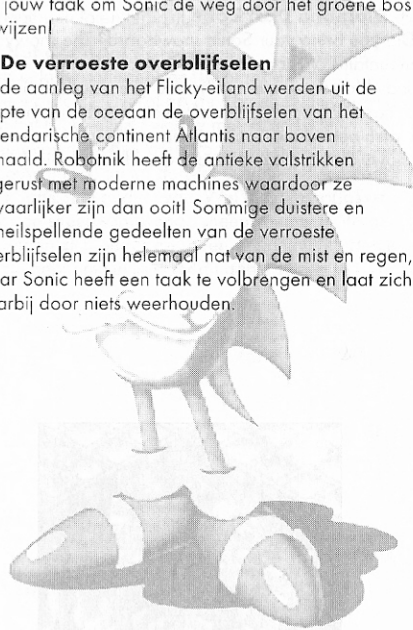 jouw taak om Sonic de weg door het groene bos
wijzen!
De verroeste overblijfselen
de aanleg van het Flicky-eiland werden uit de
pte van de oceaan de overblijfselen van het
endarische continent Atlantis naar boven
naald. Robotnik heeft de antieke valstrikken
gerust met moderne machines waardoor ze
vaarlijker zijn dan ooit! Sommige duistere en
heilspellende gedeelten van de verroeste
erblijfselen zijn helemaal nat van de mist en regen,
ar Sonic heeft een taak te volbrengen en laat zich
arbij door niets weerhouden.